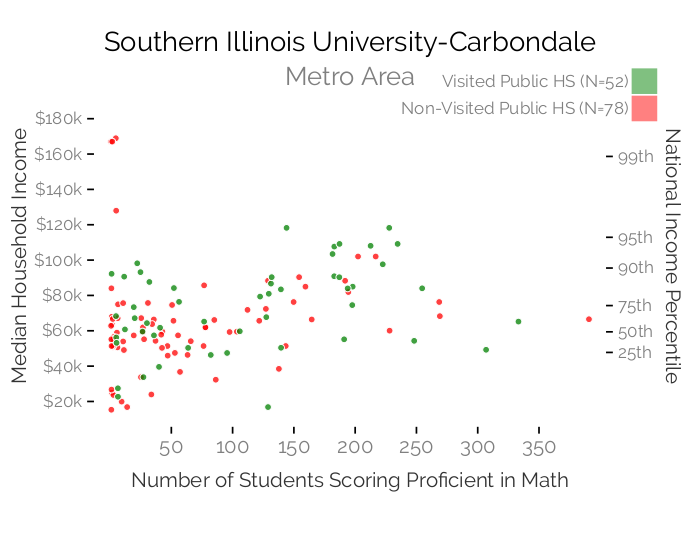 Southern Illinois University-Carbondale
Metro Area
Visited Public HS (N=52)
Non-Visited Public HS (N=78)
Median Household Income
$180k
$160k
$140k
$120k
$100k
$80k
$60k
$40k
$20k
99th
95th
90th
75th
50th
25th
National Income Percentile
50
100
150
200
250
300
350
Number of Students Scoring Proficient in Math